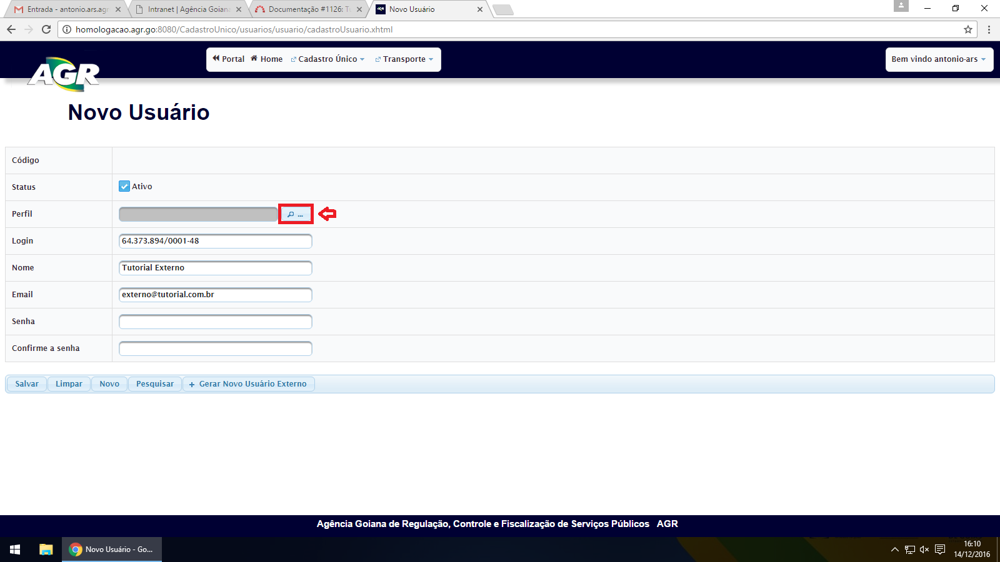 Entrada - antonio.ars.agr
Intranet | Agência Goiana
Documentação #1126: Tu
Novo Usuário
homologacao.agr.go:8080/CadastroUnico/usuarios/usuario/cadastroUsuario.xhtml
AGR
Portal Home Cadastro Único Transporte
Bem vindo antonio-ars
Novo Usuário
Código
Status Ativo
Perfil ...
Login 64.373.894/0001-48
Nome Tutorial Externo
Email externo@tutorial.com.br
Senha
Confirme a senha
Salvar Limpar Novo Pesquisar + Gerar Novo Usuário Externo
Agência Goiana de Regulação, Controle e Fiscalização de Serviços Públicos AGR
Novo Usuário - Go...
16:10
14/12/2016